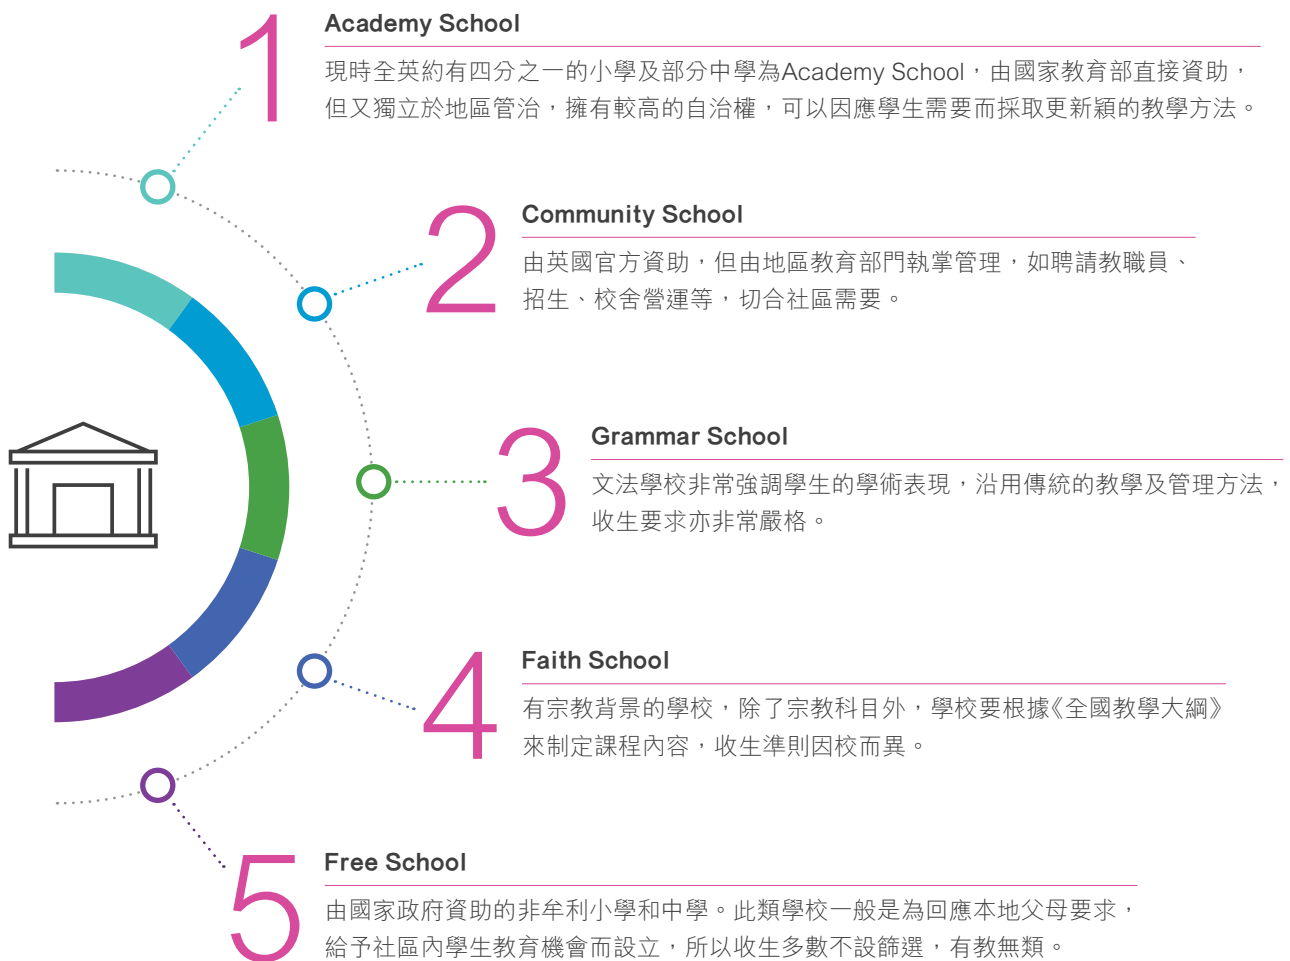 1
Academy School
現時全英約有四分之一的小學及部分中學為Academy School，由國家教育部直接資助，
但又獨立於地區管治，擁有較高的自治權，可以因應學生需要而採取更新穎的教學方法。
2
Community School
由英國官方資助，但由地區教育部門執掌管理，如聘請教職員、
招生、校舍營運等，切合社區需要。
3
Grammar School
文法學校非常強調學生的學術表現，沿用傳統的教學及管理方法，
收生要求亦非常嚴格。
4
Faith School
有宗教背景的學校，除了宗教科目外，學校要根據《全國教學大綱》
來制定課程內容，收生準則因校而異。
5
Free School
由國家政府資助的非牟利小學和中學。此類學校一般是為回應本地父母要求，
給予社區內學生教育機會而設立，所以收生多數不設篩選，有教無類。